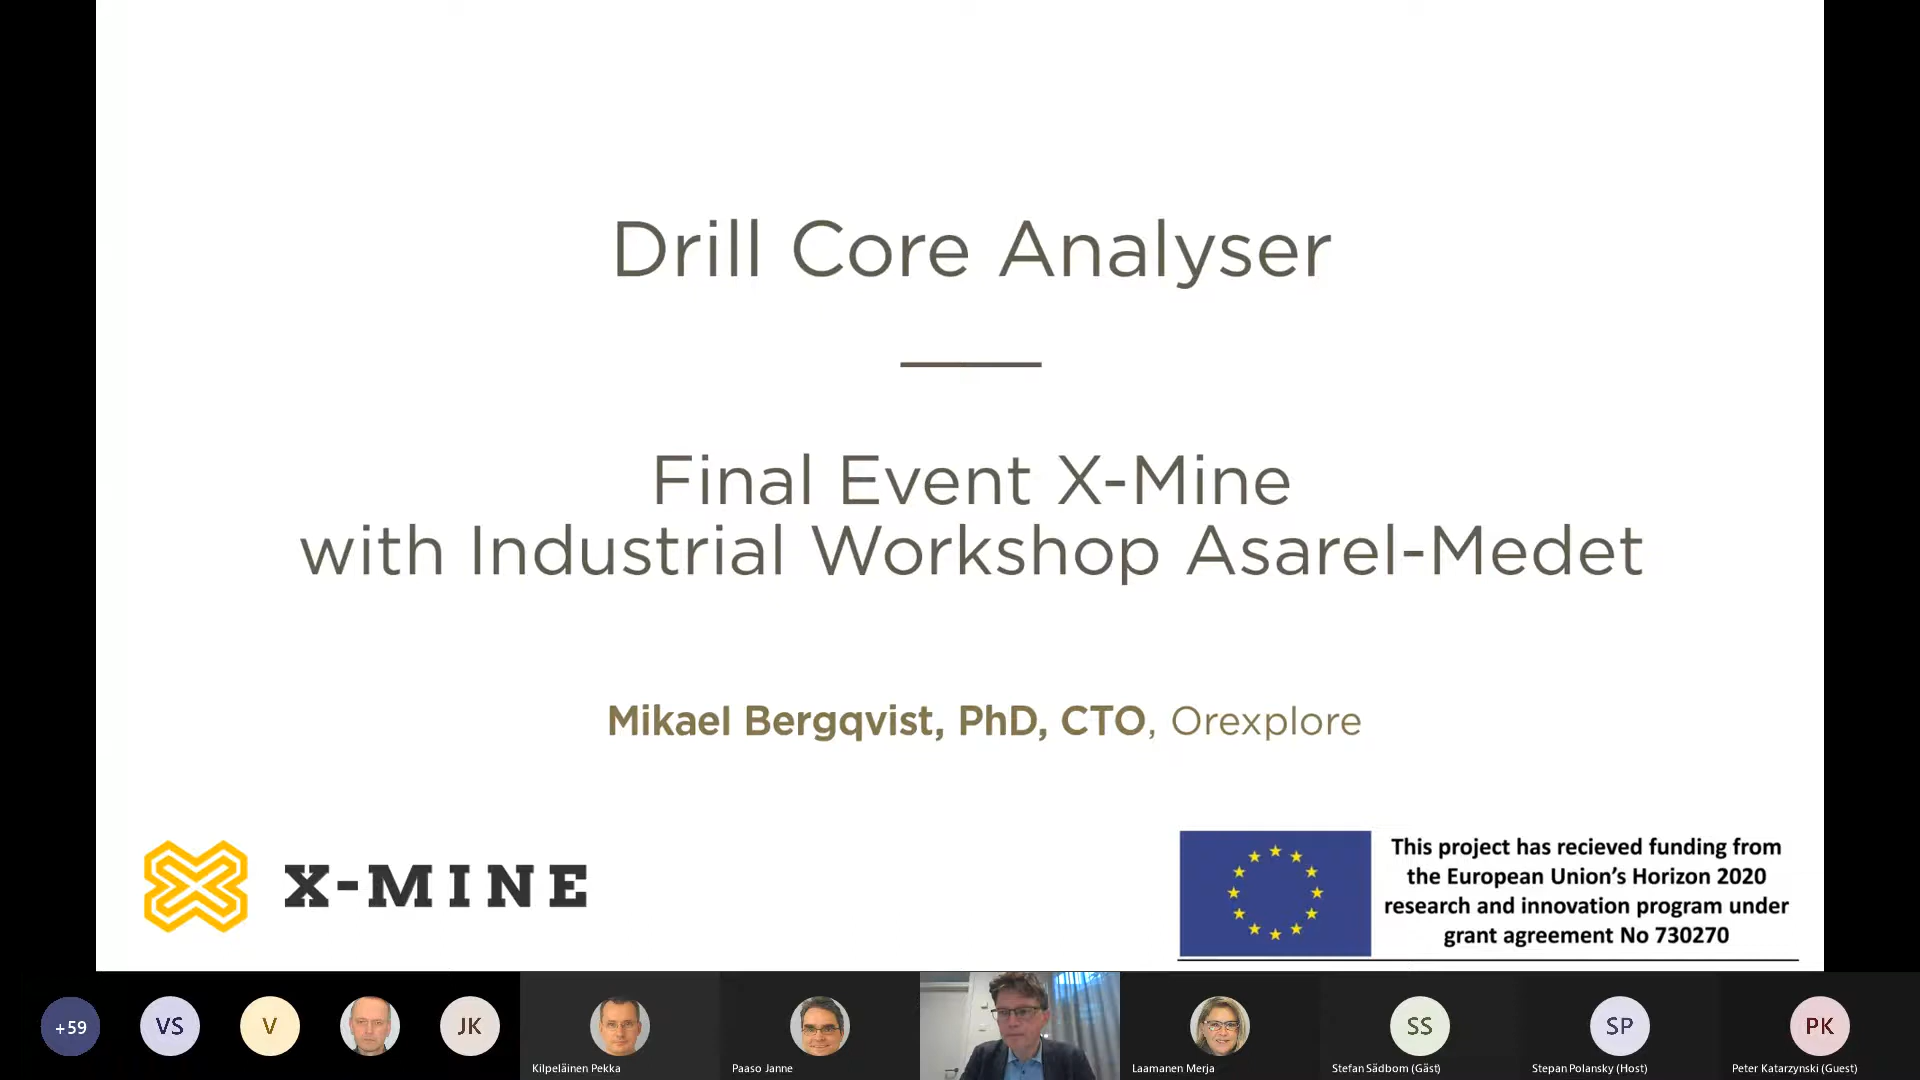 Drill Core Analyser
Final Event X-Mine
with Industrial Workshop Asarel-Medet
Mikael Bergqvist, PhD, CTO, Orexplore
X-MINE
This project has recieved funding from
the European Union's Horizon 2020
research and innovation program under
grant agreement No 730270
+59
VS
V
JK
Kilpeläinen Pekka
Paaso Janne
Laamanen Merja
SS
Stefan Sädbom (Gäst)
SP
Stepan Polansky (Host)
PK
Peter Katarzynski (Guest)